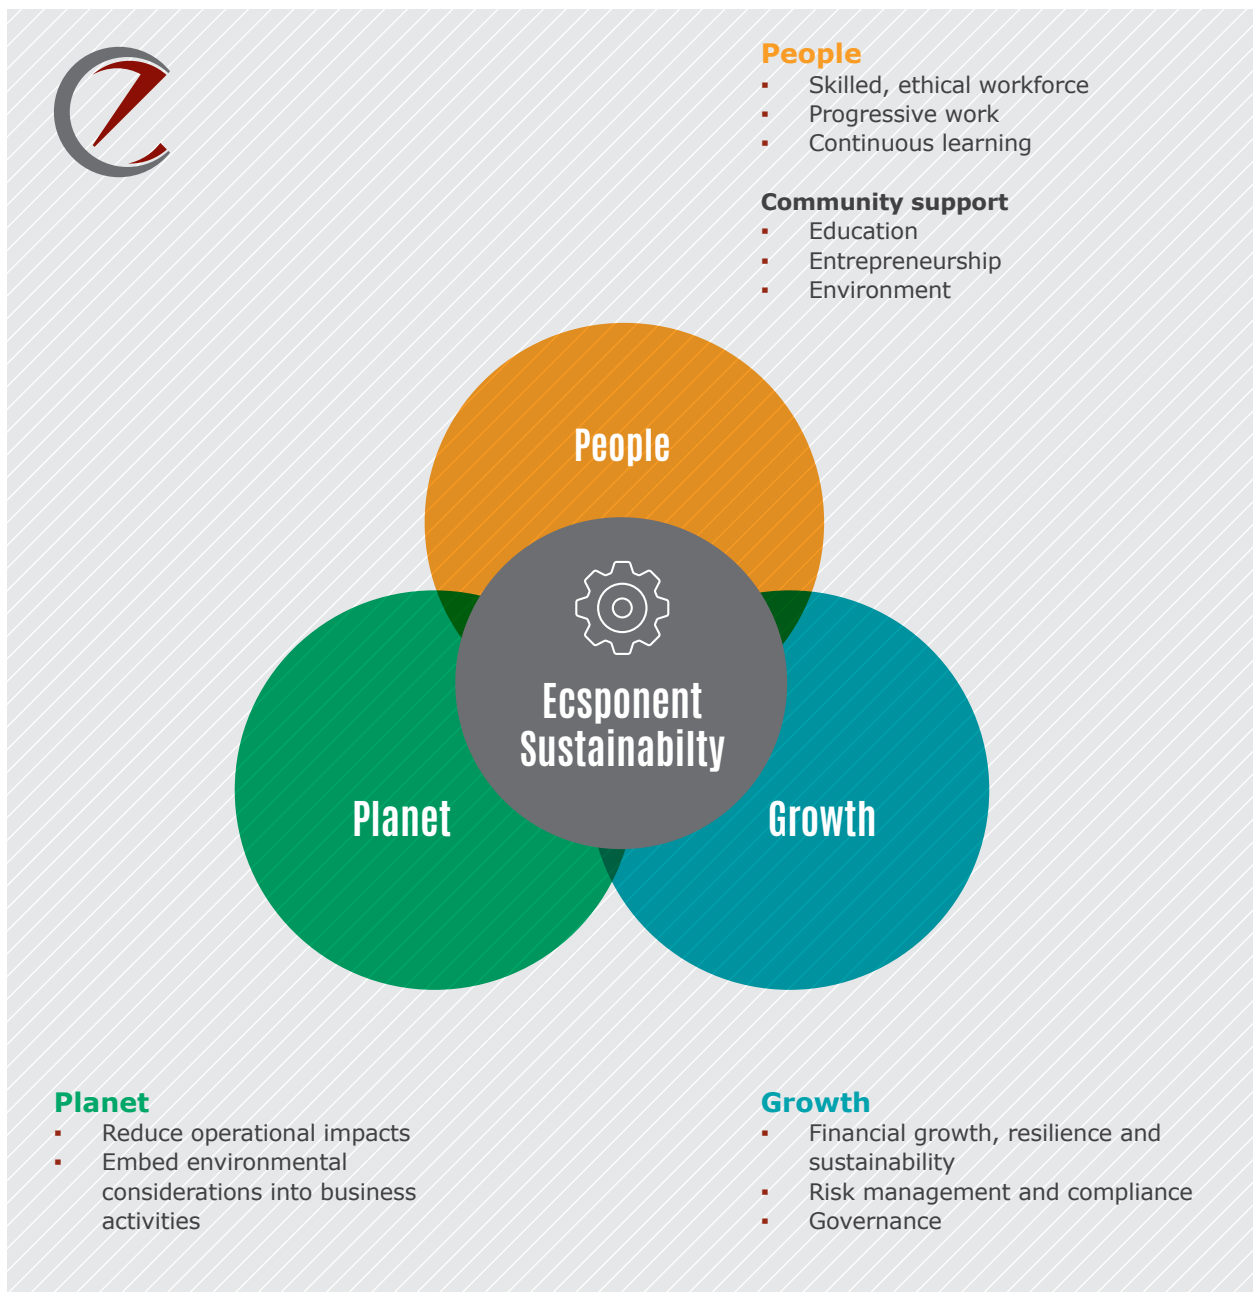 People
▪ Skilled, ethical workforce
▪ Progressive work
▪ Continuous learning
Community support
▪ Education
▪ Entrepreneurship
▪ Environment
People
Ecsponent
Sustainabilty
Planet
Growth
Planet
▪ Reduce operational impacts
▪ Embed environmental
considerations into business
activities
Growth
▪ Financial growth, resilience and
sustainability
▪ Risk management and compliance
▪ Governance